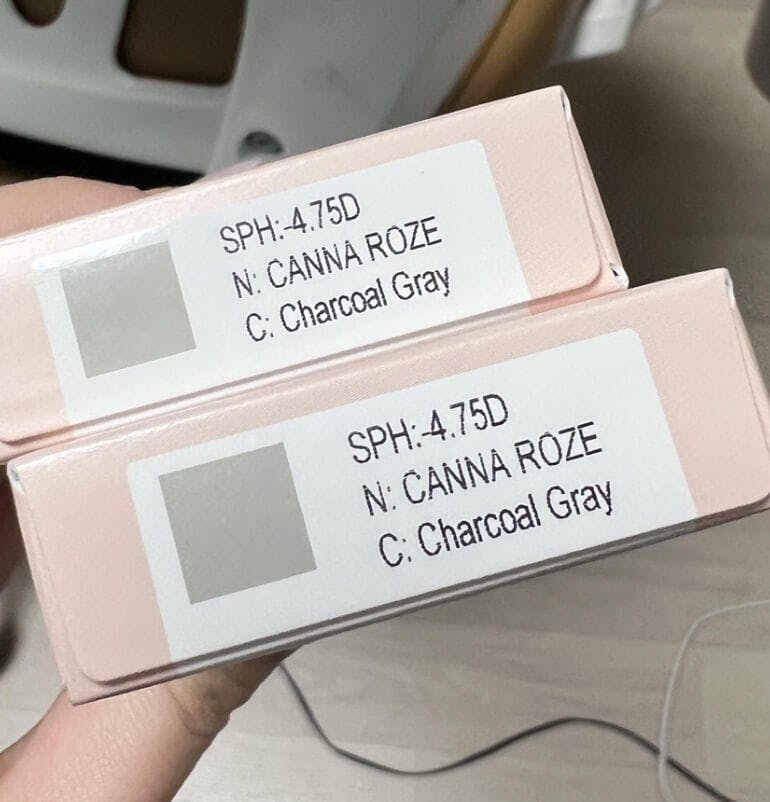 SPH:-4.75D
N: CANNA ROZE
C: Charcoal Gray
SPH:-4.75D
N: CANNA ROZE
C: Charcoal Gray